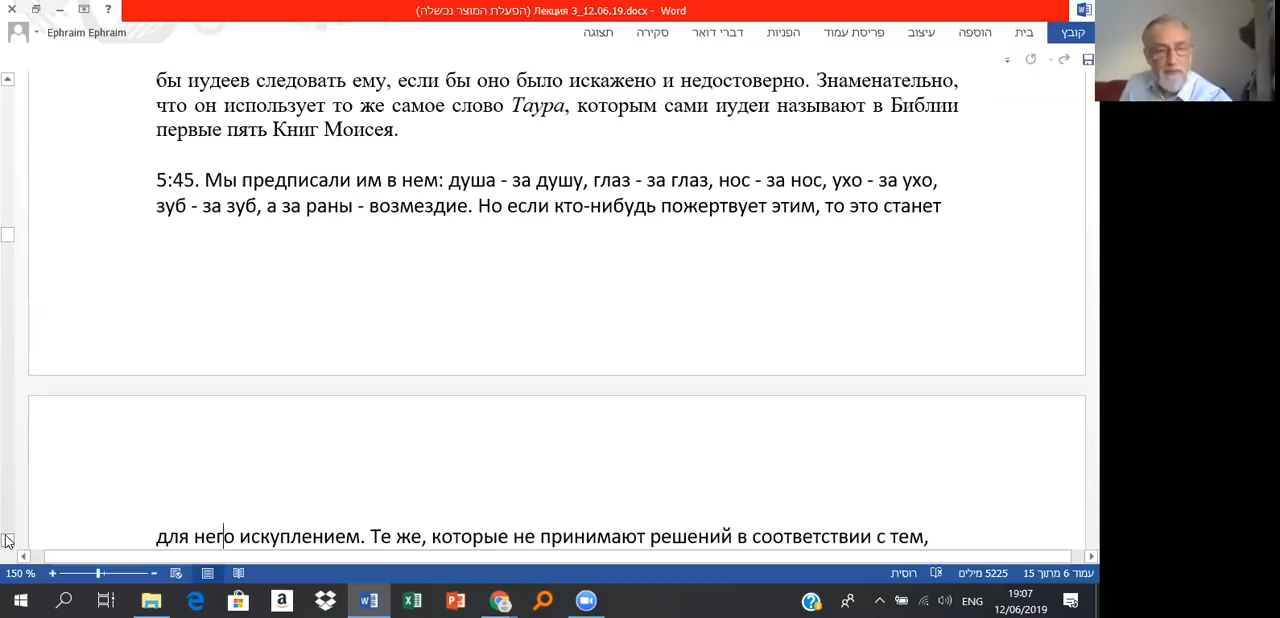 Лекция 3_12.06.19.docx - Word (הפעלת המוצר נכשלה)
Ephraim Ephraim
קובץ בית הוספה עיצוב פריסת עמוד הפניות דברי דואר סקירה תצוגה
бы иудеев следовать ему, если бы оно было искажено и недостоверно. Знаменательно,
что он использует то же самое слово Таура, которым сами иудеи называют в Библии
первые пять Книг Моисея.
5:45. Мы предписали им в нем: душа - за душу, глаз - за глаз, нос - за нос, ухо - за ухо,
зуб - за зуб, а за раны - возмездие. Но если кто-нибудь пожертвует этим, то это станет
для него искуплением. Те же, которые не принимают решений в соответствии с тем,
150 %
עמוד 6 מתוך 15 5225 מילים רוסית
ENG
19:07
12/06/2019